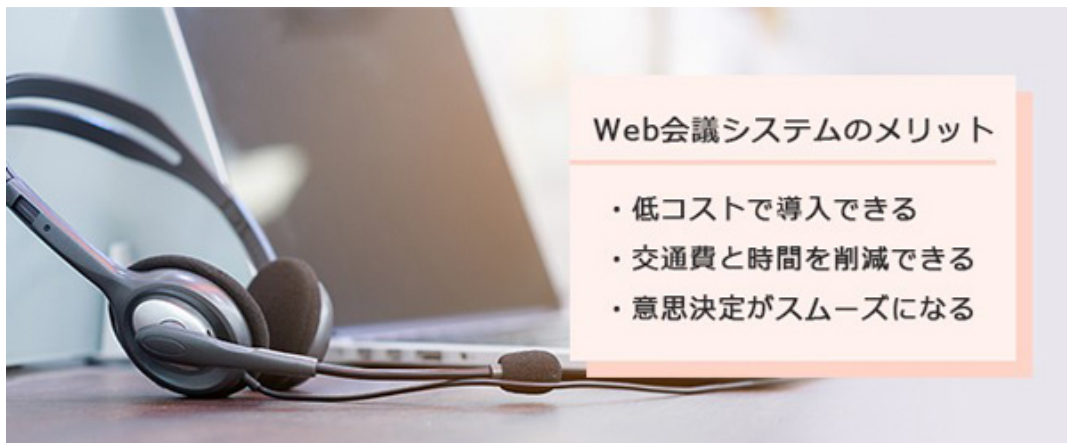 Web会議システムのメリット
・低コストで導入できる
・交通費と時間を削減できる
・意思決定がスムーズになる